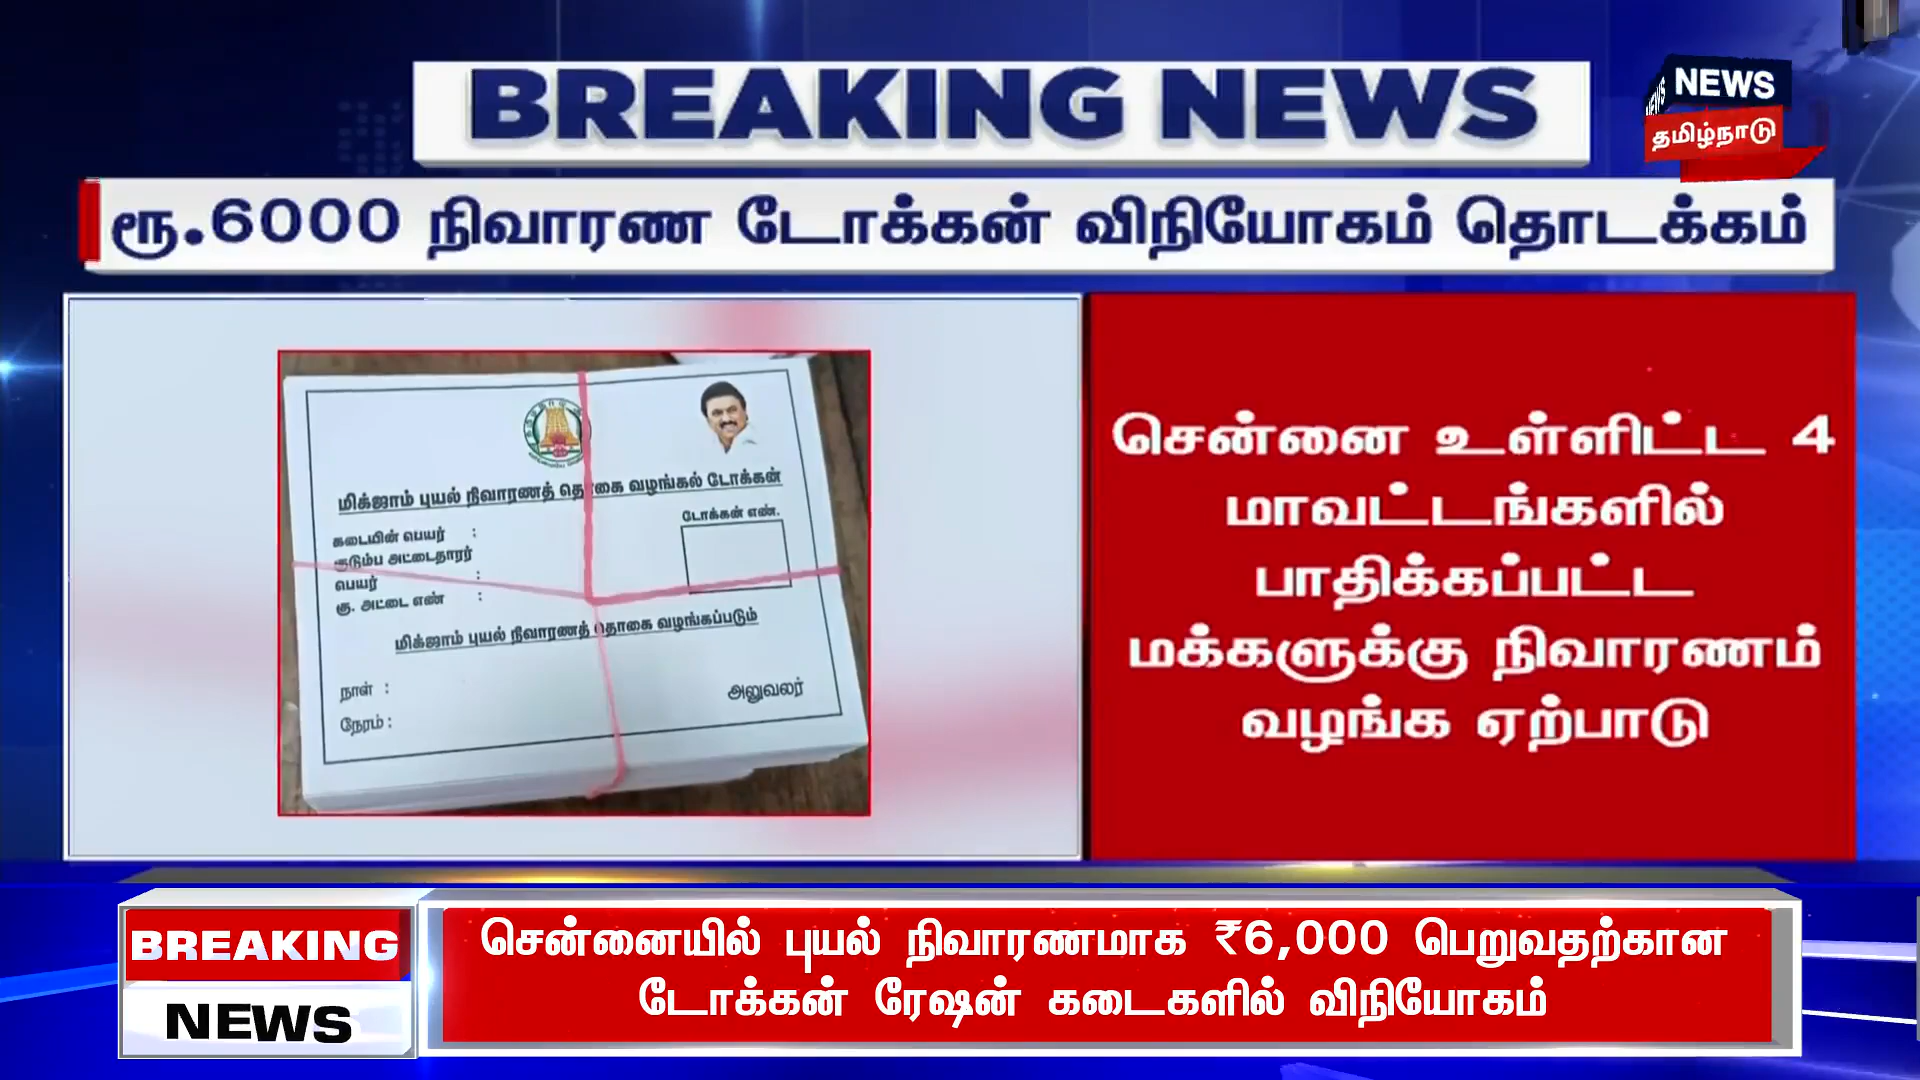 BREAKING NEWS
NEWS
NEWS
தமிழ்நாடு
ரூ.6000 நிவாரண டோக்கன் விநியோகம் தொடக்கம்
மிக்ஜாம் புயல் நிவாரணத் தொகை வழங்கல் டோக்கன்
டோக்கன் எண்.
கடையின் பெயர் :
குடும்ப அட்டைதாரர்
பெயர் :
கு. அட்டை எண் :
மிக்ஜாம் புயல் நிவாரணத் தொகை வழங்கப்படும்
நாள் :
அலுவலர்
நேரம் :
சென்னை உள்ளிட்ட 4
மாவட்டங்களில்
பாதிக்கப்பட்ட
மக்களுக்கு நிவாரணம்
வழங்க ஏற்பாடு
BREAKING
NEWS
சென்னையில் புயல் நிவாரணமாக ₹6,000 பெறுவதற்கான
டோக்கன் ரேஷன் கடைகளில் விநியோகம்